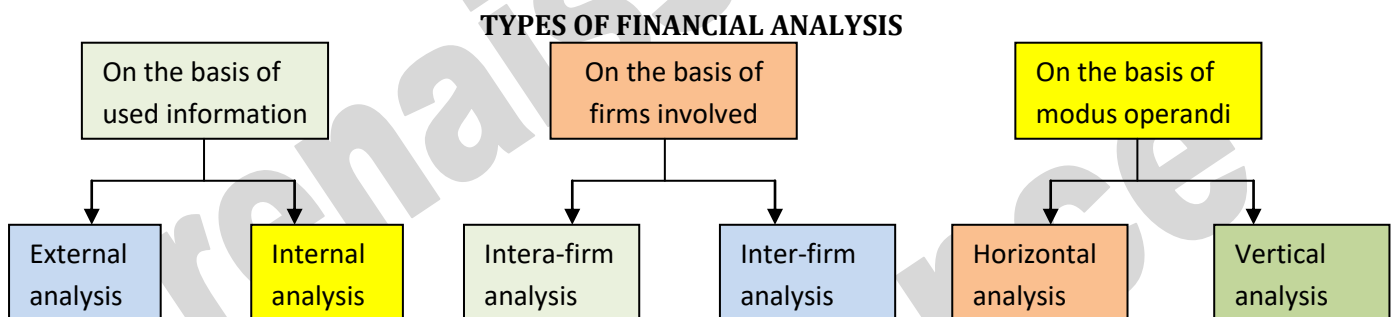 TYPES OF FINANCIAL ANALYSIS
On the basis of
used information
On the basis of
firms involved
On the basis of
modus operandi
External
analysis
Internal
analysis
Intera-firm
analysis
Inter-firm
analysis
Horizontal
analysis
Vertical
analysis